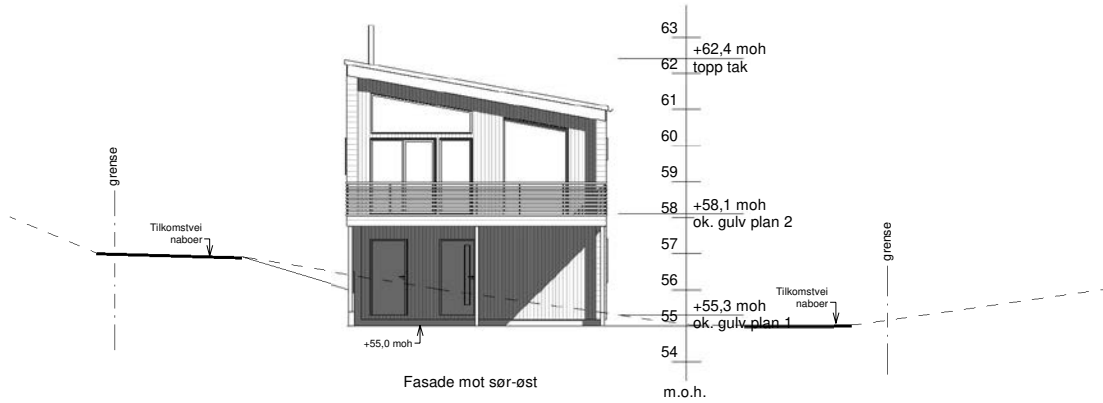 63
+62,4 moh
62
topp tak
61
60
59
58
+58,1 moh
ok. gulv plan 2
57
56
+55,3 moh
55
ok. gulv plan 1
54
m.o.h.
grense
Tilkomstvei
naboer
+55,0 moh
Fasade mot sør-øst
Tilkomstvei
naboer
grense